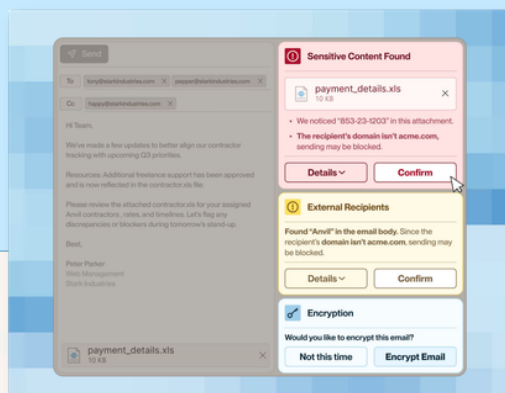 Send
To tony@starkindustries.com × pepper@starkindustries.com ×
Cc happy@starkindustries.com ×
Hi Team,
We've made a few updates to better align our contractor
tracking with upcoming Q3 priorities.
Resources: Additional freelance support has been approved
and is now reflected in the contractor.xls file.
Please review the attached contractor.xls for your assigned
Anvil contractors, rates, and timelines. Let's flag any
discrepancies or blockers during tomorrow's stand-up.
Best,
Peter Parker
Web Management
Stark Industries
payment_details.xls
10 KB
Sensitive Content Found
payment_details.xls
10 KB
• We noticed "853-23-1203" in this attachment.
• The recipient's domain isn't acme.com,
sending may be blocked.
Details Confirm
External Recipients
Found "Anvil" in the email body. Since the
recipient's domain isn't acme.com, sending may
be blocked.
Details Confirm
Encryption
Would you like to encrypt this email?
Not this time Encrypt Email